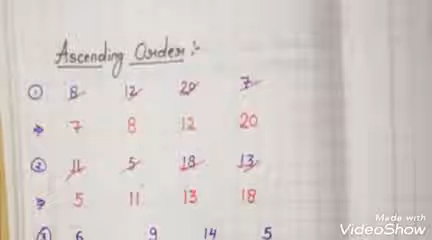 Ascending Order :-
① 8 12 20 7
⇒ 7 8 12 20
② 11 5 18 13
⇒ 5 11 13 18
③ 6 9 14 5
Made with
VideoShow